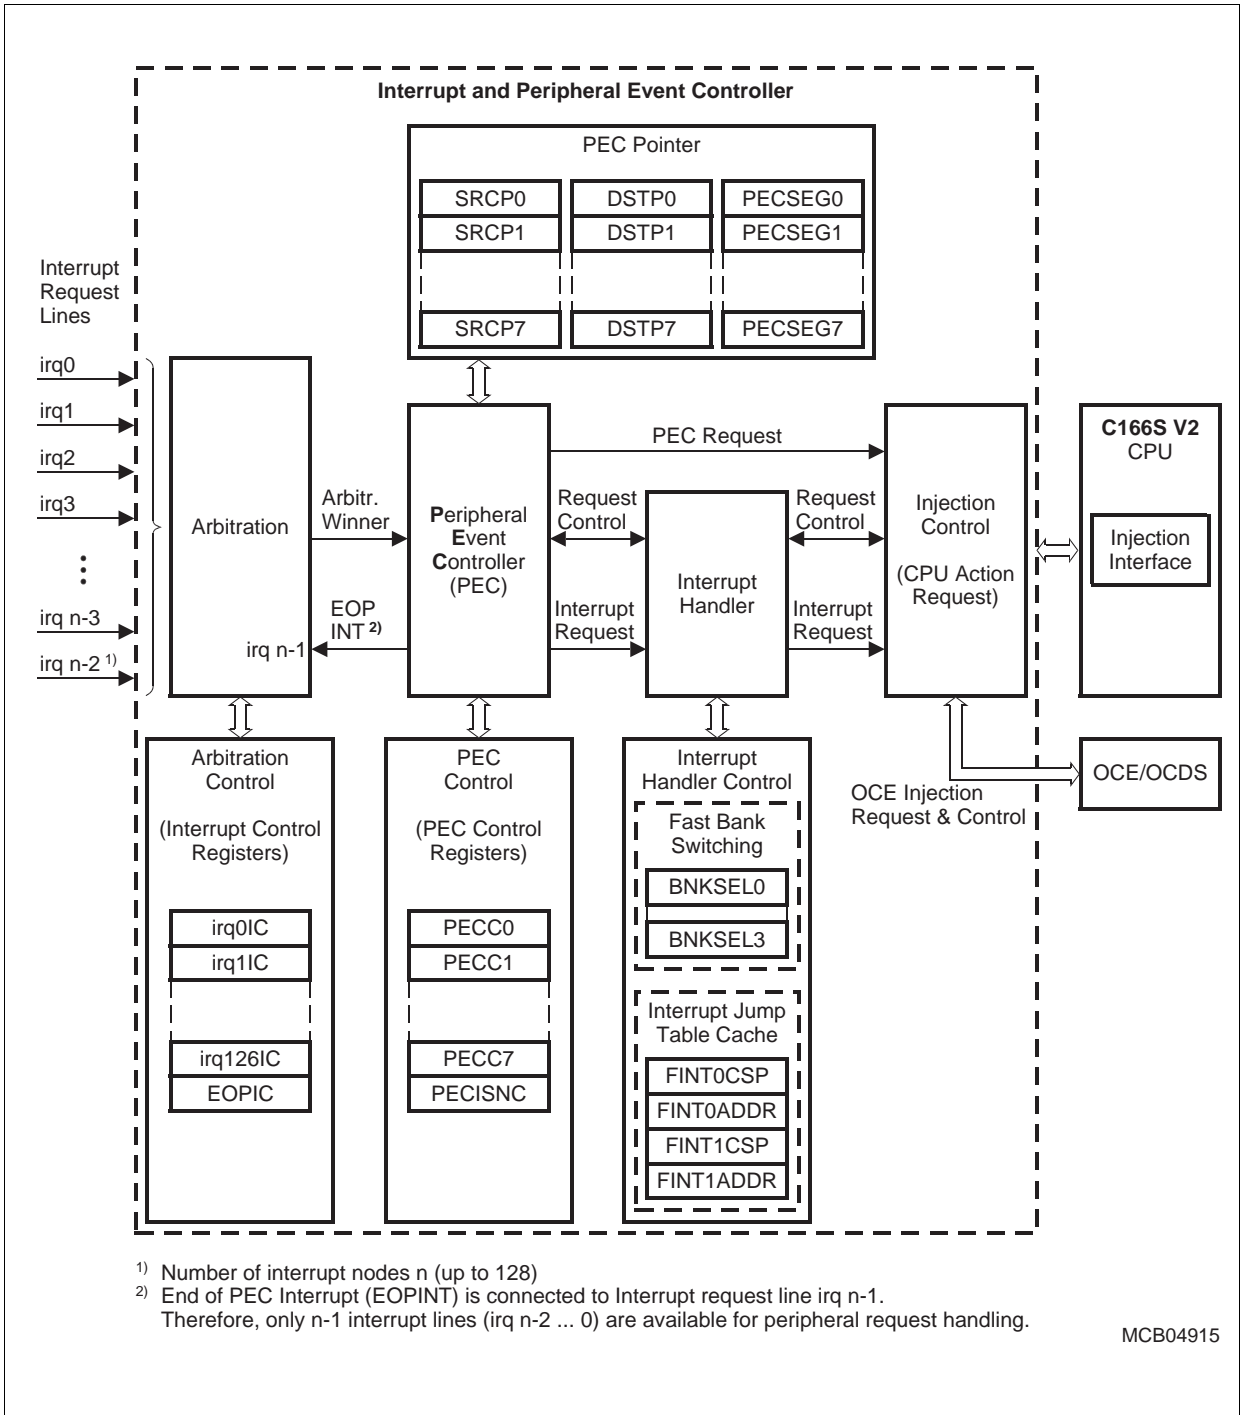 Interrupt and Peripheral Event Controller
PEC Pointer
SRCP0
DSTP0
PECSEG0
SRCP1
DSTP1
PECSEG1
SRCP7
DSTP7
PECSEG7
Interrupt
Request
Lines
irq0
irq1
irq2
irq3
irq n-3
irq n-2 1)
Arbitration
irq n-1
Arbitr.
Winner
EOP
INT 2)
Peripheral
Event
Controller
(PEC)
PEC Request
Request
Control
Interrupt
Request
Interrupt
Handler
Request
Control
Interrupt
Request
Injection
Control
(CPU Action
Request)
C166S V2
CPU
Injection
Interface
OCE/OCDS
OCE Injection
Request & Control
Arbitration
Control
(Interrupt Control
Registers)
irq0IC
irq1IC
irq126IC
EOPIC
PEC
Control
(PEC Control
Registers)
PECC0
PECC1
PECC7
PECISNC
Interrupt
Handler Control
Fast Bank
Switching
BNKSEL0
BNKSEL3
Interrupt Jump
Table Cache
FINT0CSP
FINT0ADDR
FINT1CSP
FINT1ADDR
1) Number of interrupt nodes n (up to 128)
2) End of PEC Interrupt (EOPINT) is connected to Interrupt request line irq n-1.
Therefore, only n-1 interrupt lines (irq n-2 ... 0) are available for peripheral request handling.
MCB04915